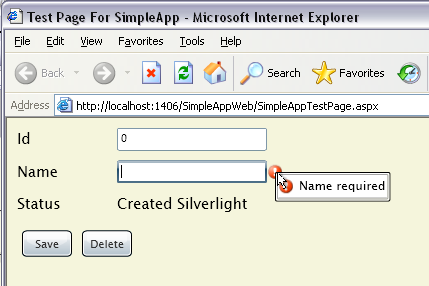 Test Page For SimpleApp - Microsoft Internet Explorer
File Edit View Favorites Tools Help
Back Search Favorites
Address http://localhost:1406/SimpleAppWeb/SimpleAppTestPage.aspx
Id 0
Name
Name required
Status Created Silverlight
Save Delete